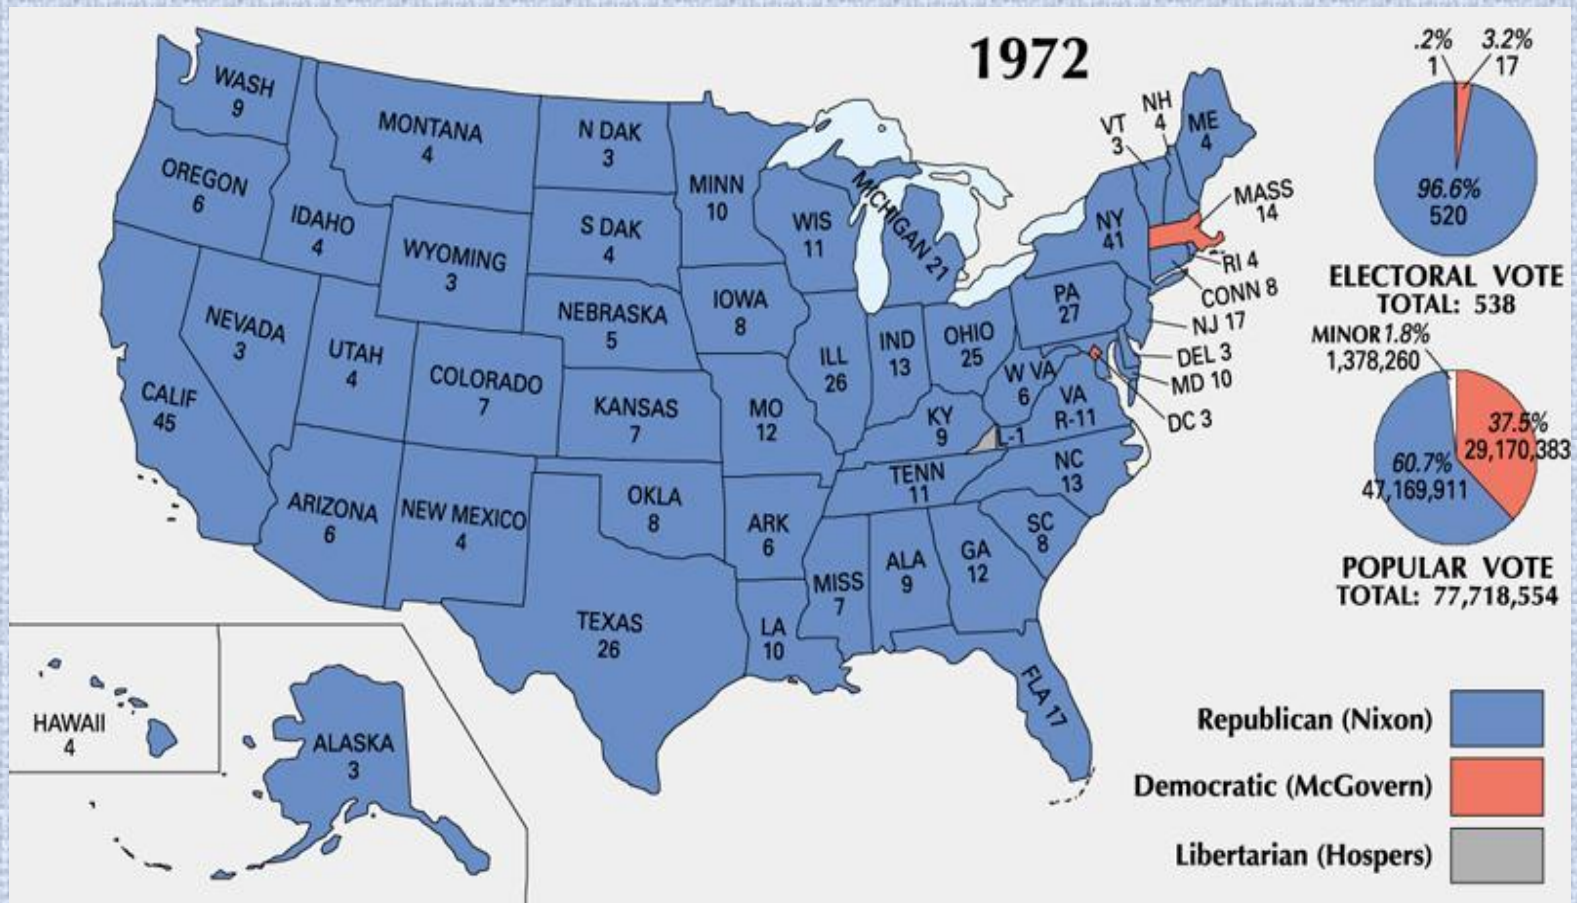 1972
WASH
9
OREGON
6
CALIF
45
NEVADA
3
IDAHO
4
MONTANA
4
WYOMING
3
UTAH
4
COLORADO
7
ARIZONA
6
NEW MEXICO
4
N DAK
3
S DAK
4
NEBRASKA
5
KANSAS
7
OKLA
8
TEXAS
26
MINN
10
IOWA
8
MO
12
ARK
6
LA
10
WIS
11
ILL
26
MICHIGAN 21
IND
13
OHIO
25
KY
9
TENN
11
MISS
7
ALA
9
GA
12
FLA 17
SC
8
NC
13
VA
R-11
L-1
W VA
6
PA
27
NY
41
VT
3
NH
4
ME
4
MASS
14
RI 4
CONN 8
NJ 17
DEL 3
MD 10
DC 3
HAWAII
4
ALASKA
3
.2%
1
3.2%
17
96.6%
520
ELECTORAL VOTE
TOTAL: 538
MINOR 1.8%
1,378,260
37.5%
29,170,383
60.7%
47,169,911
POPULAR VOTE
TOTAL: 77,718,554
Republican (Nixon)
Democratic (McGovern)
Libertarian (Hospers)